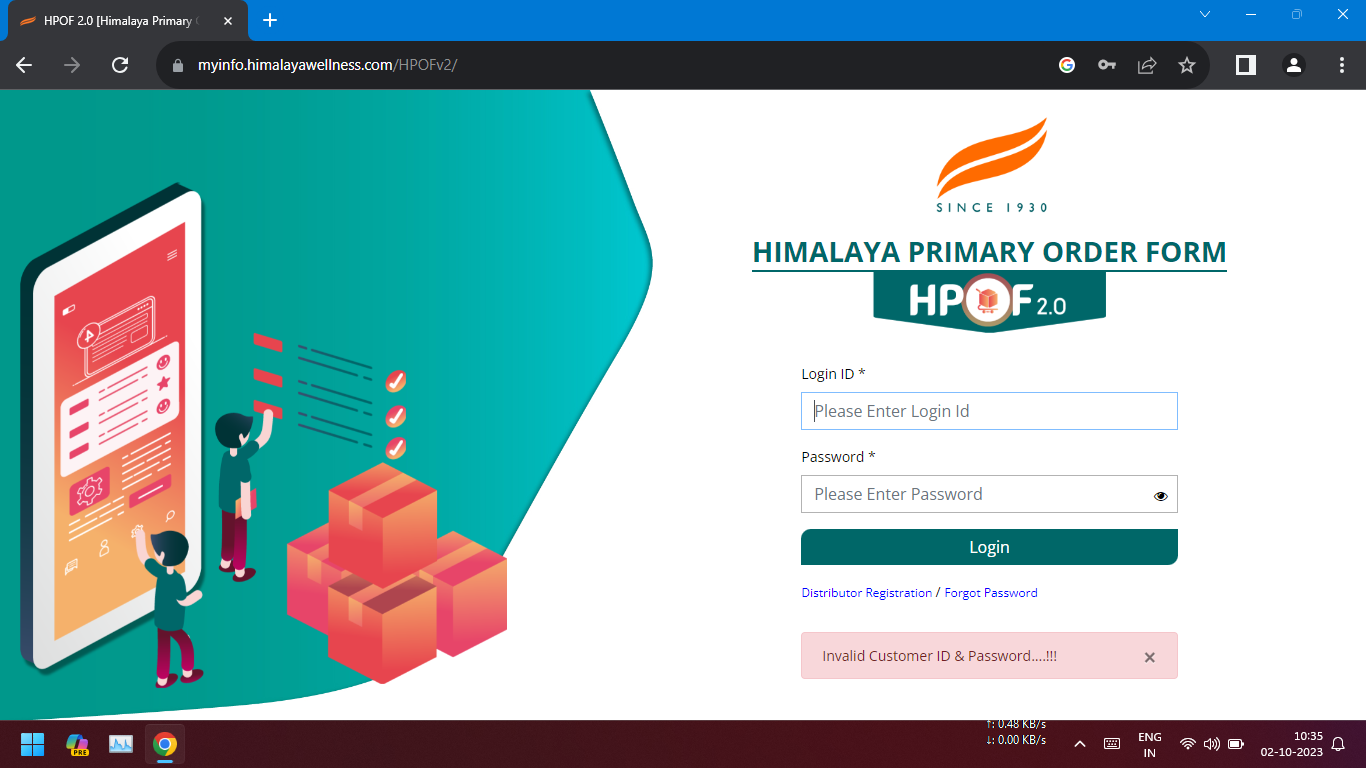 HPOF 2.0 [Himalaya Primary
myinfo.himalayawellness.com/HPOFv2/
SINCE 1930
HIMALAYA PRIMARY ORDER FORM
HPOF 2.0
Login ID *
Please Enter Login Id
Password *
Please Enter Password
Login
Distributor Registration / Forgot Password
Invalid Customer ID & Password....!!!
PRE
↑: 0.48 KB/s
↓: 0.00 KB/s
ENG
IN
10:35
02-10-2023